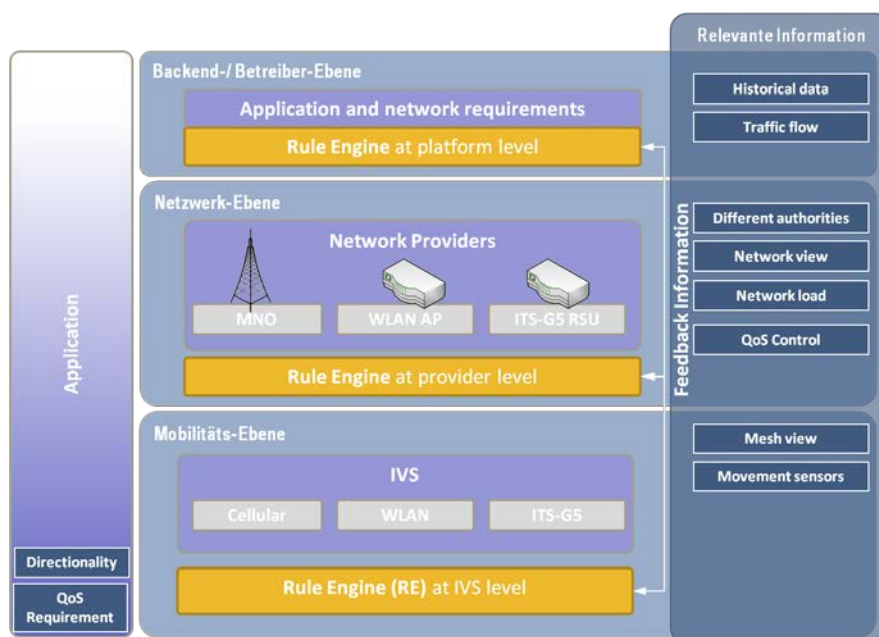 Relevante Information
Backend-/ Betreiber-Ebene
Application and network requirements
Rule Engine at platform level
Historical data
Traffic flow
Netzwerk-Ebene
Network Providers
MNO
WLAN AP
ITS-G5 RSU
Rule Engine at provider level
Different authorities
Network view
Network load
QoS Control
Feedback Information
Application
Mobilitäts-Ebene
IVS
Cellular
WLAN
ITS-G5
Rule Engine (RE) at IVS level
Mesh view
Movement sensors
Directionality
QoS
Requirement